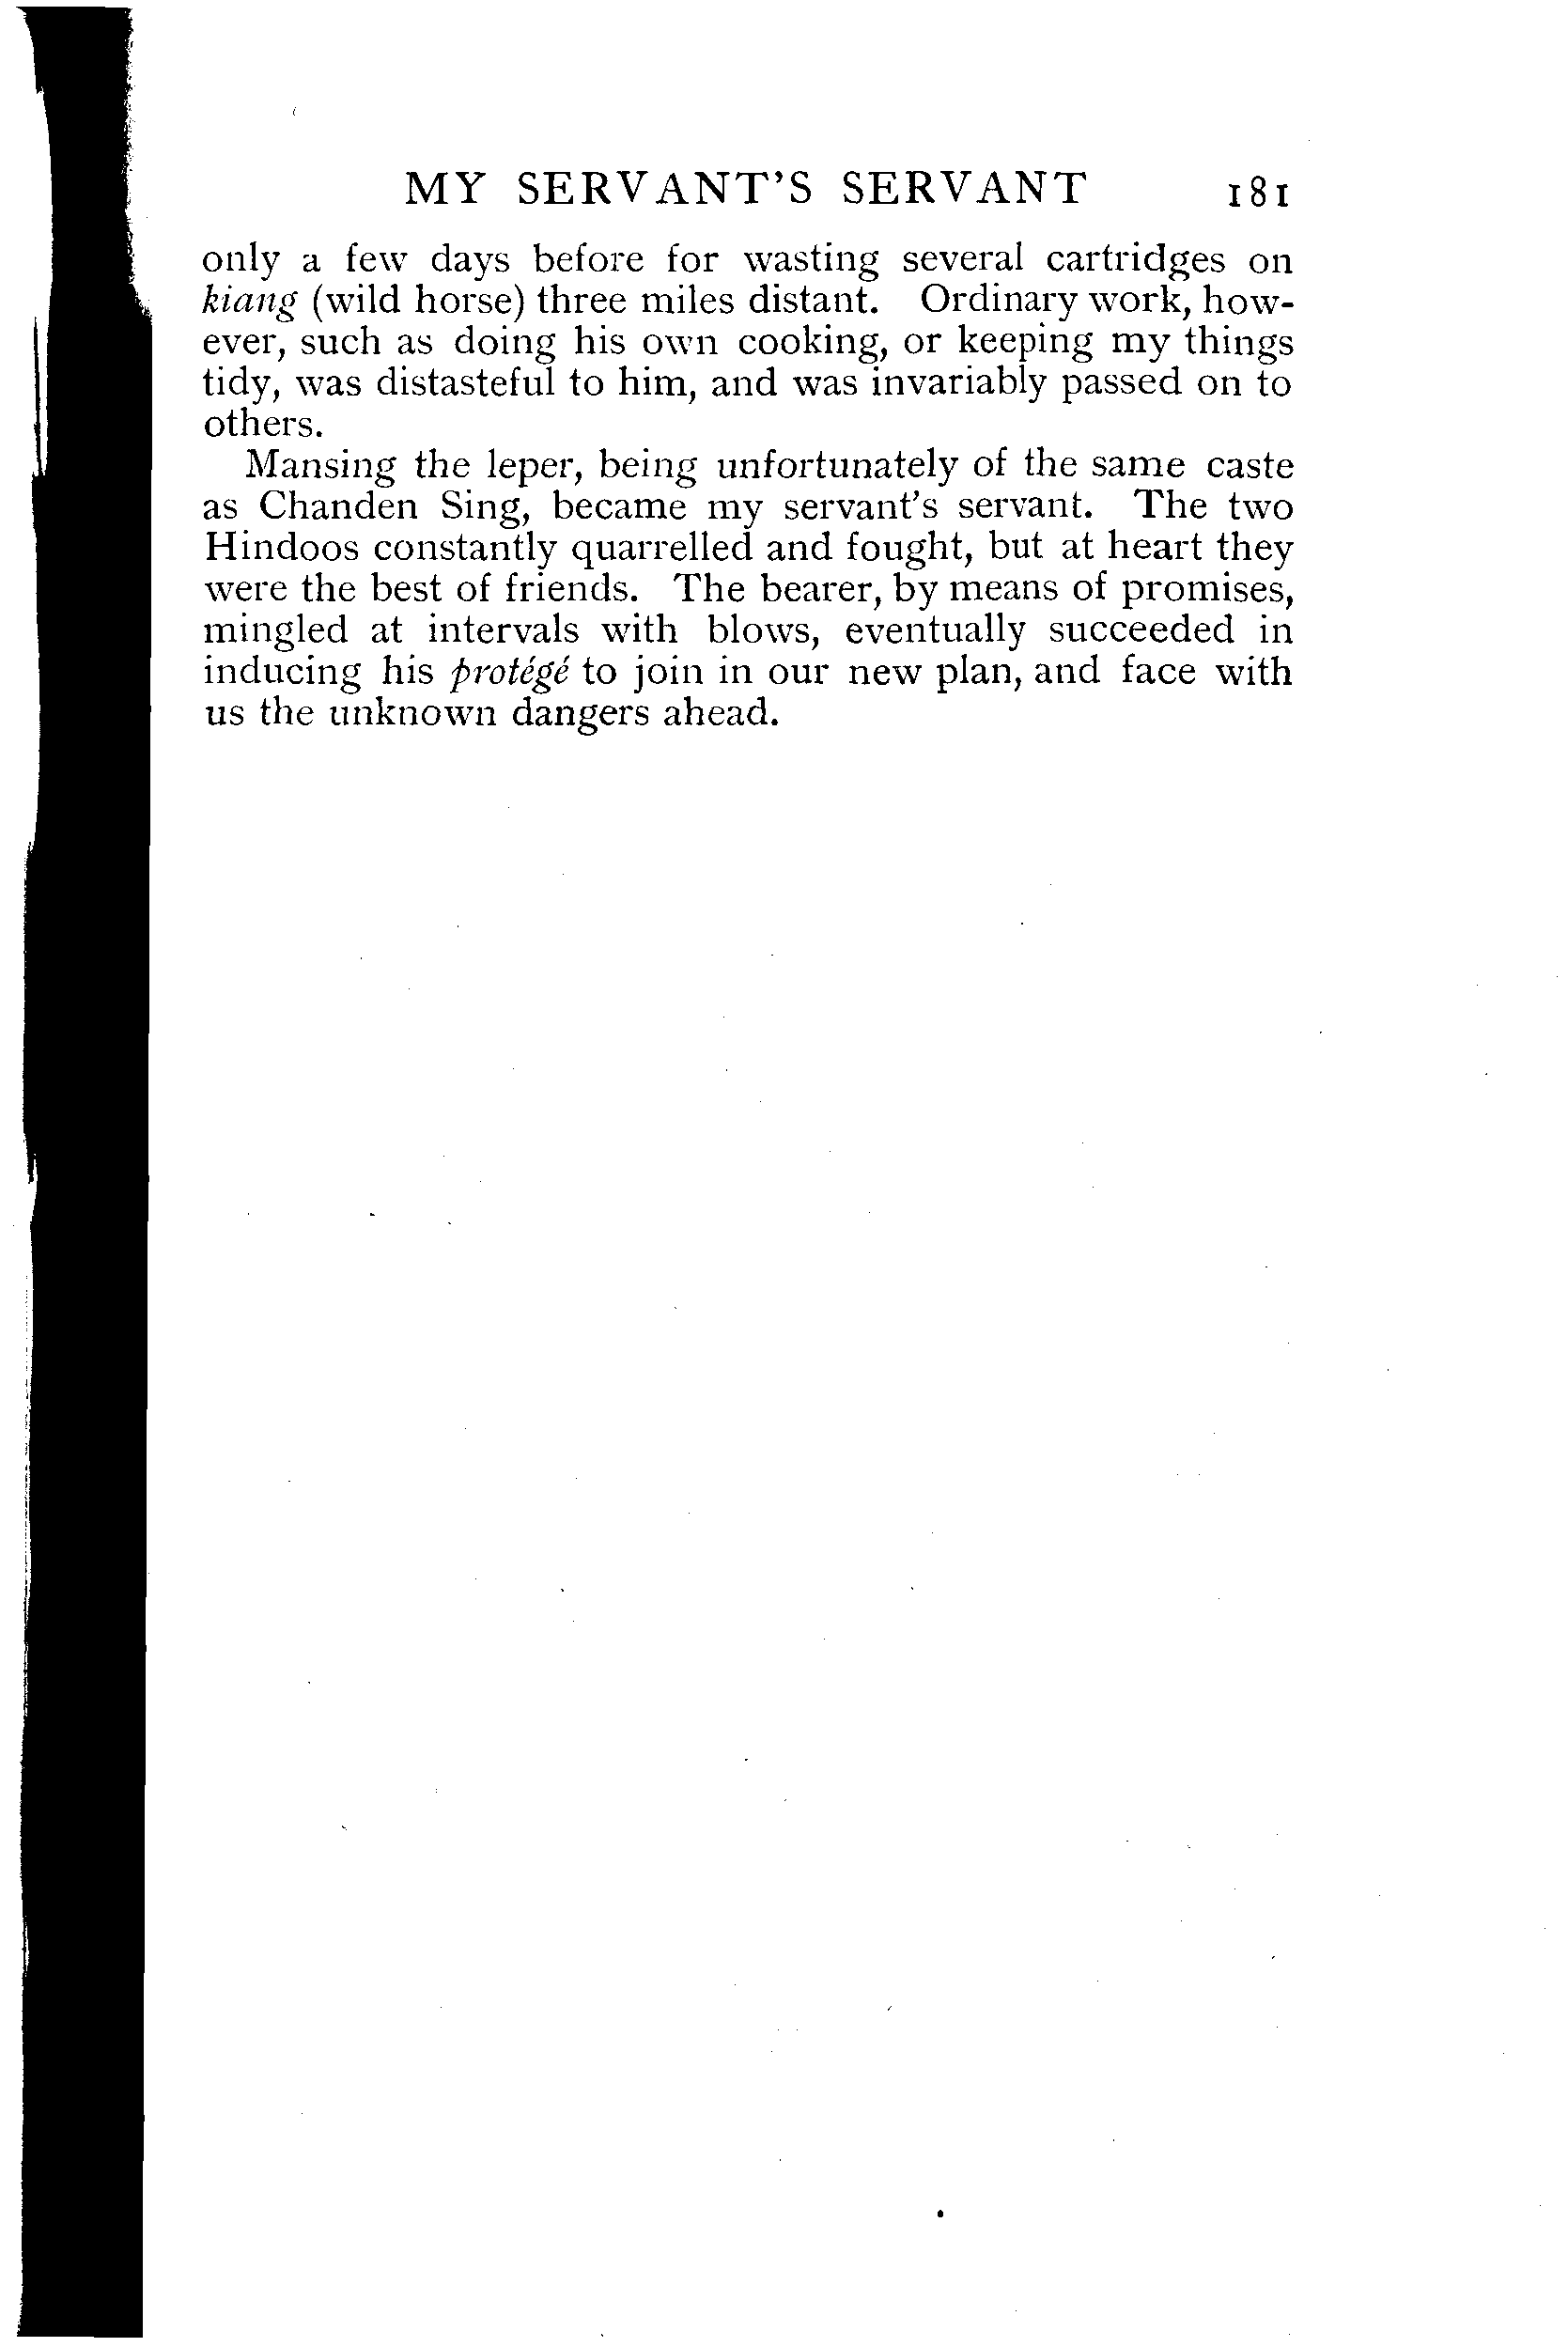 MY SERVANT'S SERVANT 181
only a few days before for wasting several cartridges on
kiang (wild horse) three miles distant. Ordinary work, how-
ever, such as doing his own cooking, or keeping my things
tidy, was distasteful to him, and was invariably passed on to
others.
Mansing the leper, being unfortunately of the same caste
as Chanden Sing, became my servant's servant. The two
Hindoos constantly quarrelled and fought, but at heart they
were the best of friends. The bearer, by means of promises,
mingled at intervals with blows, eventually succeeded in
inducing his protégé to join in our new plan, and face with
us the unknown dangers ahead.